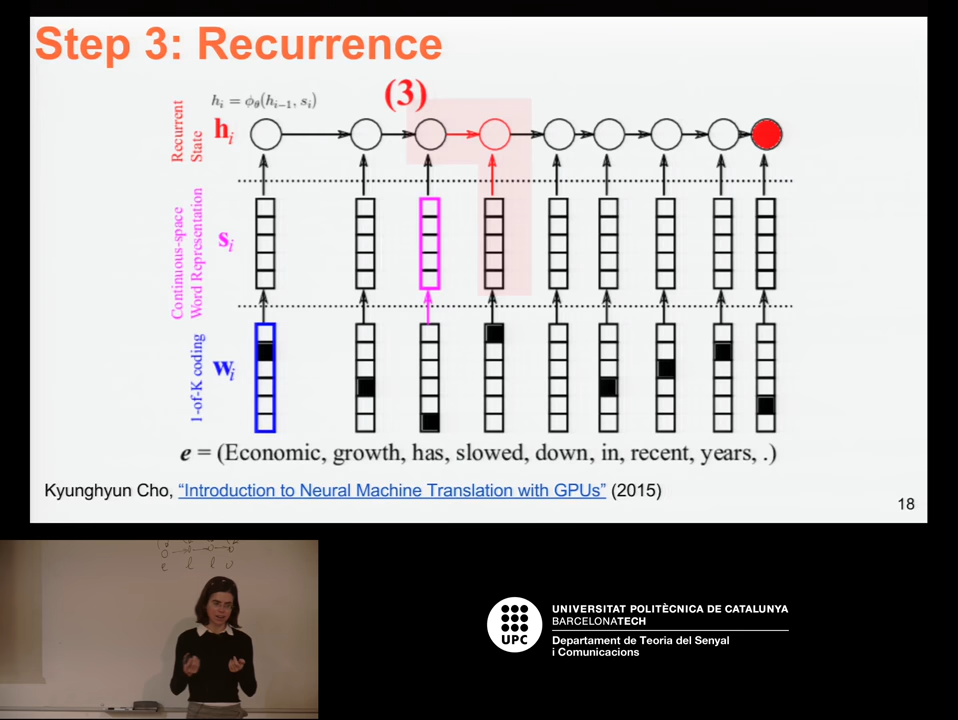 Step 3: Recurrence
(3)
hᵢ = ϕθ(hᵢ₋₁, sᵢ)
Recurrent
State
hᵢ
Continuous-space
Word Representation
sᵢ
1-of-K coding
wᵢ
e = (Economic, growth, has, slowed, down, in, recent, years, .)
Kyunghyun Cho, “Introduction to Neural Machine Translation with GPUs” (2015)
18
e l l o
UPC
UNIVERSITAT POLITÈCNICA DE CATALUNYA
BARCELONATECH
Departament de Teoria del Senyal
i Comunicacions